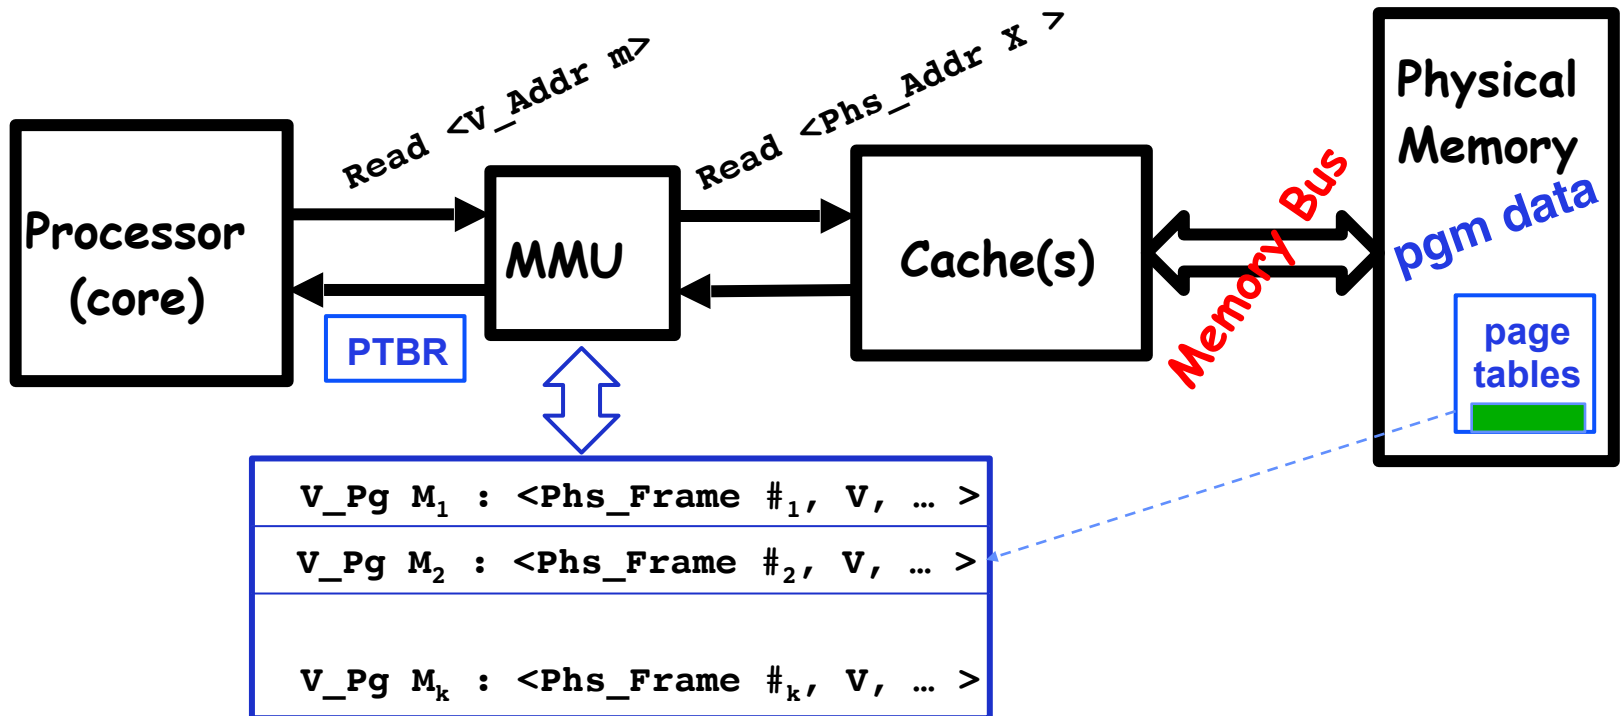 Read <V_Addr m>
Read <Phs_Addr X >
Physical
Memory
pgm data
page
tables
Processor
(core)
MMU
Cache(s)
Memory Bus
PTBR
V_Pg M₁ : <Phs_Frame #₁, V, … >
V_Pg M₂ : <Phs_Frame #₂, V, … >
V_Pg Mₖ : <Phs_Frame #ₖ, V, … >